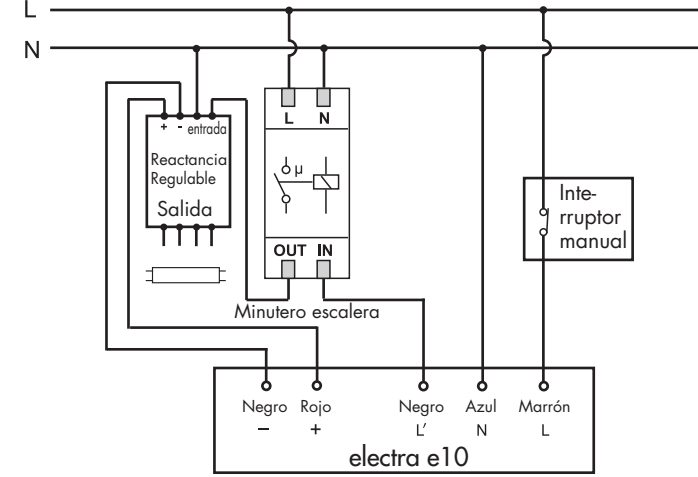 L
N
+ - entrada
Reactancia
Regulable
Salida
L N
µ
OUT IN
Minutero escalera
Inte-
rruptor
manual
Negro Rojo Negro Azul Marrón
− + L′ N L
electra e10